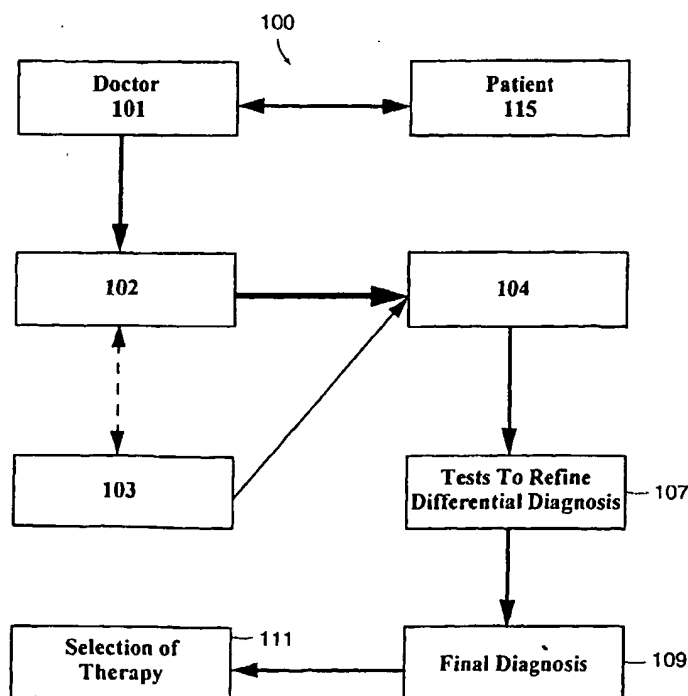 100
Doctor
101
Patient
115
102
104
103
Tests To Refine
Differential Diagnosis
107
Selection of
Therapy
111
Final Diagnosis
109